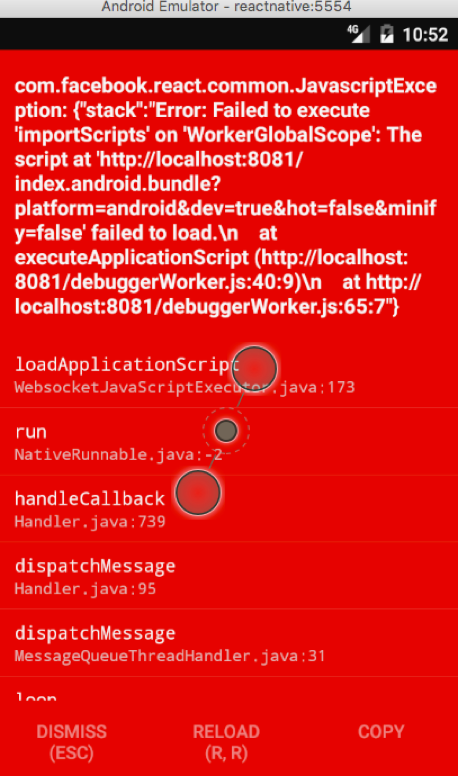 Android Emulator - reactnative:5554
4G 10:52
com.facebook.react.common.JavascriptExce
ption: {"stack":"Error: Failed to execute
'importScripts' on 'WorkerGlobalScope': The
script at 'http://localhost:8081/
index.android.bundle?
platform=android&dev=true&hot=false&minif
y=false' failed to load.\n    at
executeApplicationScript (http://localhost:
8081/debuggerWorker.js:40:9)\n    at http://
localhost:8081/debuggerWorker.js:65:7"}
loadApplicationScript
WebsocketJavaScriptExecutor.java:173
run
NativeRunnable.java:-2
handleCallback
Handler.java:739
dispatchMessage
Handler.java:95
dispatchMessage
MessageQueueThreadHandler.java:31
loop
DISMISS
(ESC)
RELOAD
(R, R)
COPY